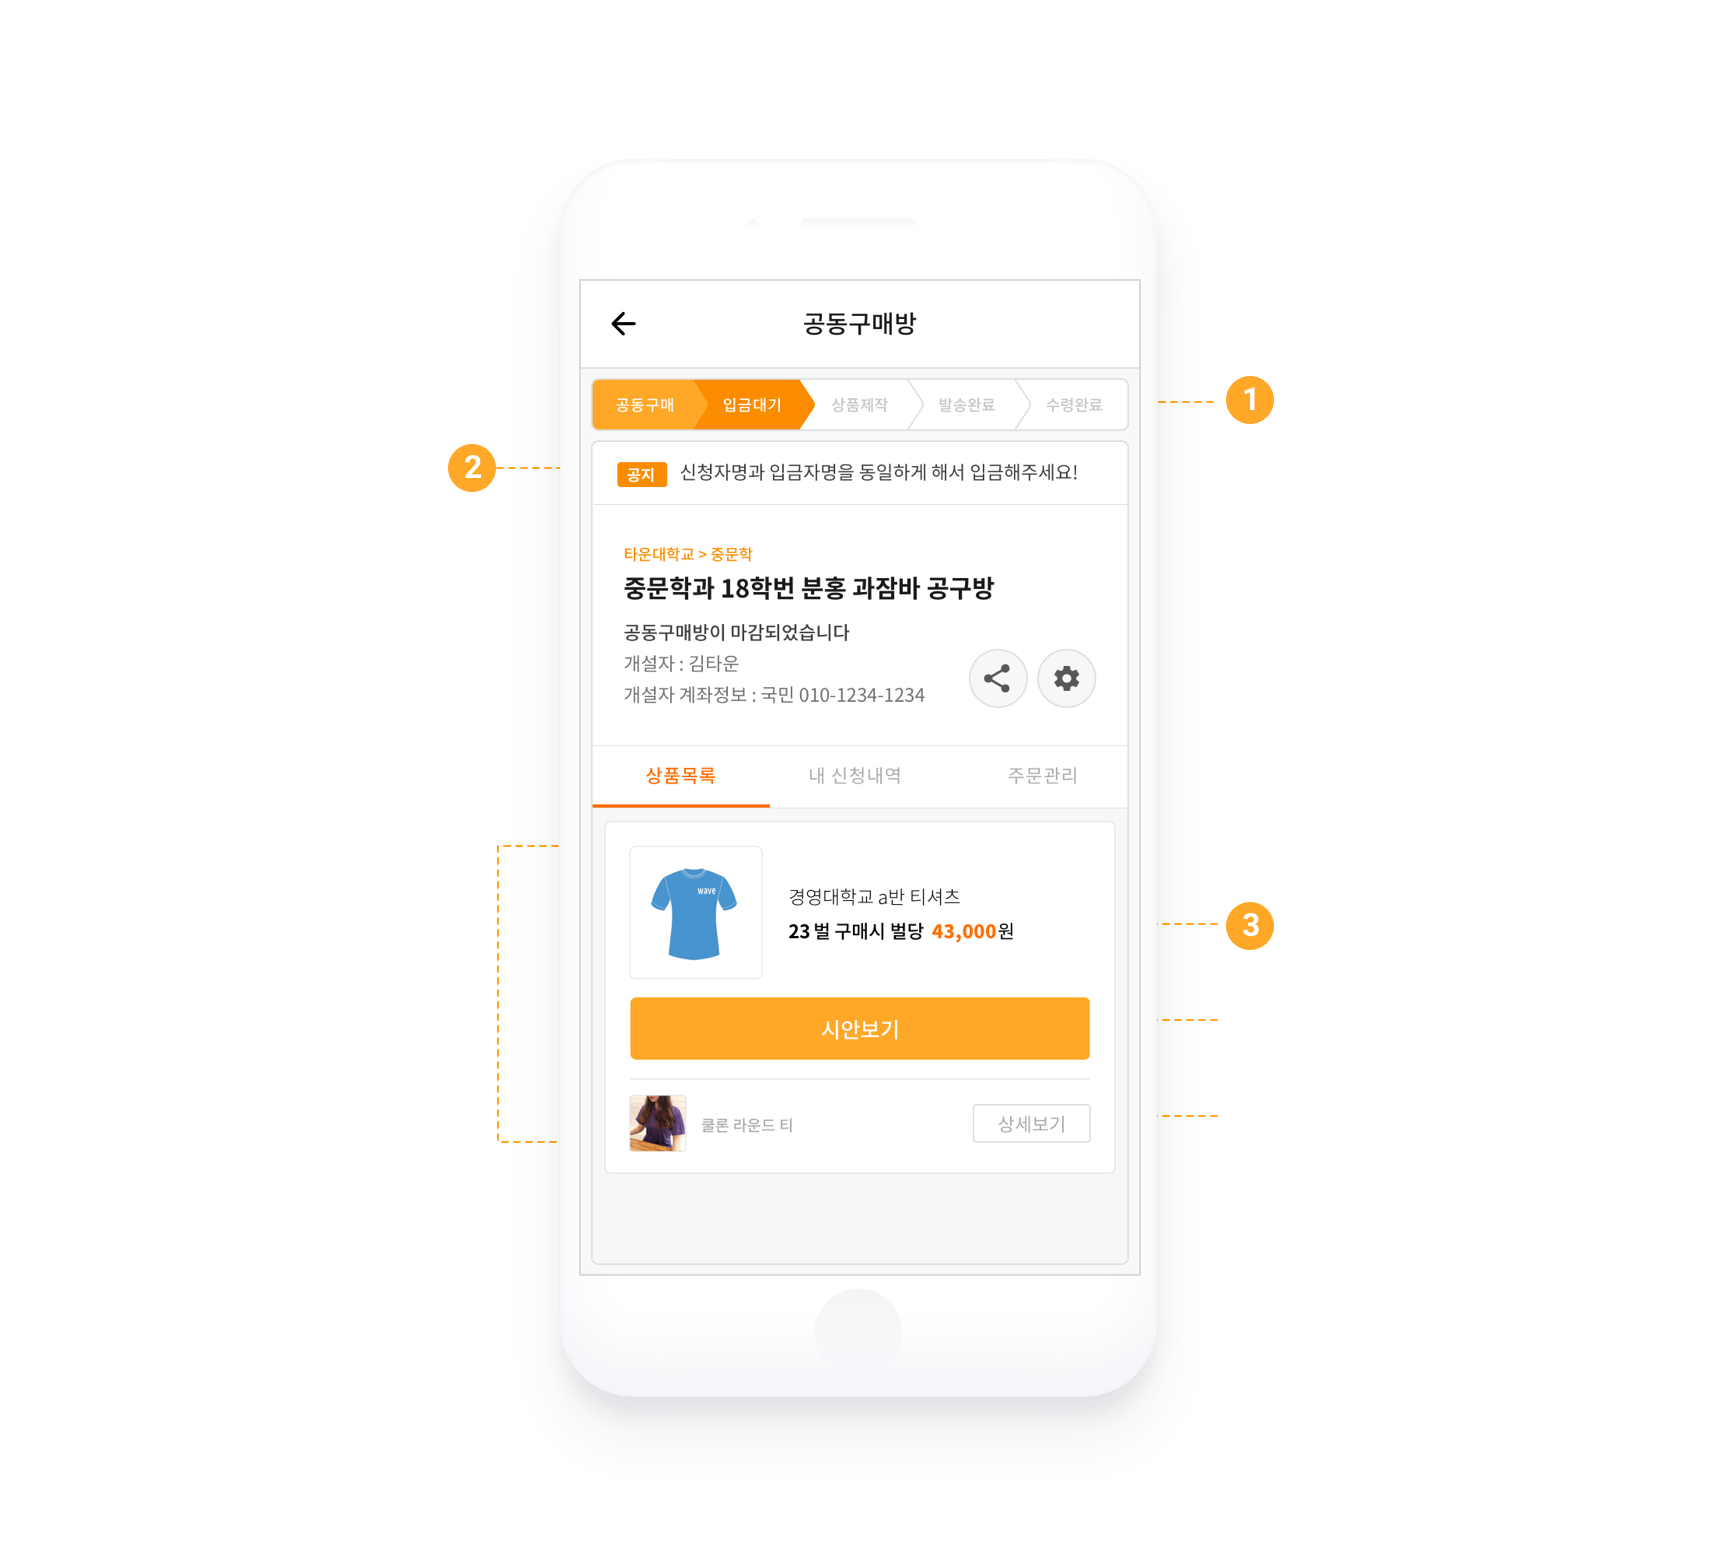 공동구매방
공동구매 입금대기 상품제작 발송완료 수령완료
1
2
공지 신청자명과 입금자명을 동일하게 해서 입금해주세요!
타운대학교 > 중문학
중문학과 18학번 분홍 과잠바 공구방
공동구매방이 마감되었습니다
개설자 : 김타운
개설자 계좌정보 : 국민 010-1234-1234
상품목록 내 신청내역 주문관리
wave
경영대학교 a반 티셔츠
23 벌 구매시 벌당 43,000원
3
시안보기
쿨론 라운드 티 상세보기